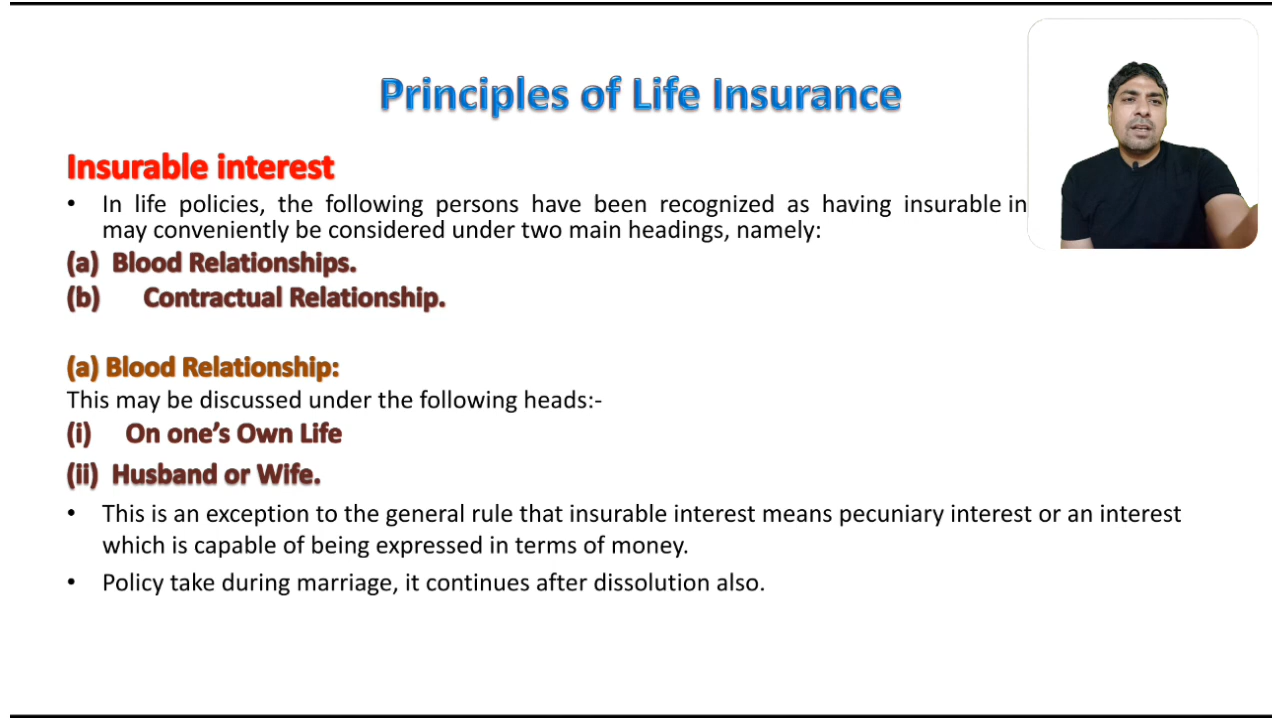 Principles of Life Insurance
Insurable interest
• In life policies, the following persons have been recognized as having insurable in
may conveniently be considered under two main headings, namely:
(a) Blood Relationships.
(b) Contractual Relationship.
(a) Blood Relationship:
This may be discussed under the following heads:-
(i) On one’s Own Life
(ii) Husband or Wife.
• This is an exception to the general rule that insurable interest means pecuniary interest or an interest
which is capable of being expressed in terms of money.
• Policy take during marriage, it continues after dissolution also.